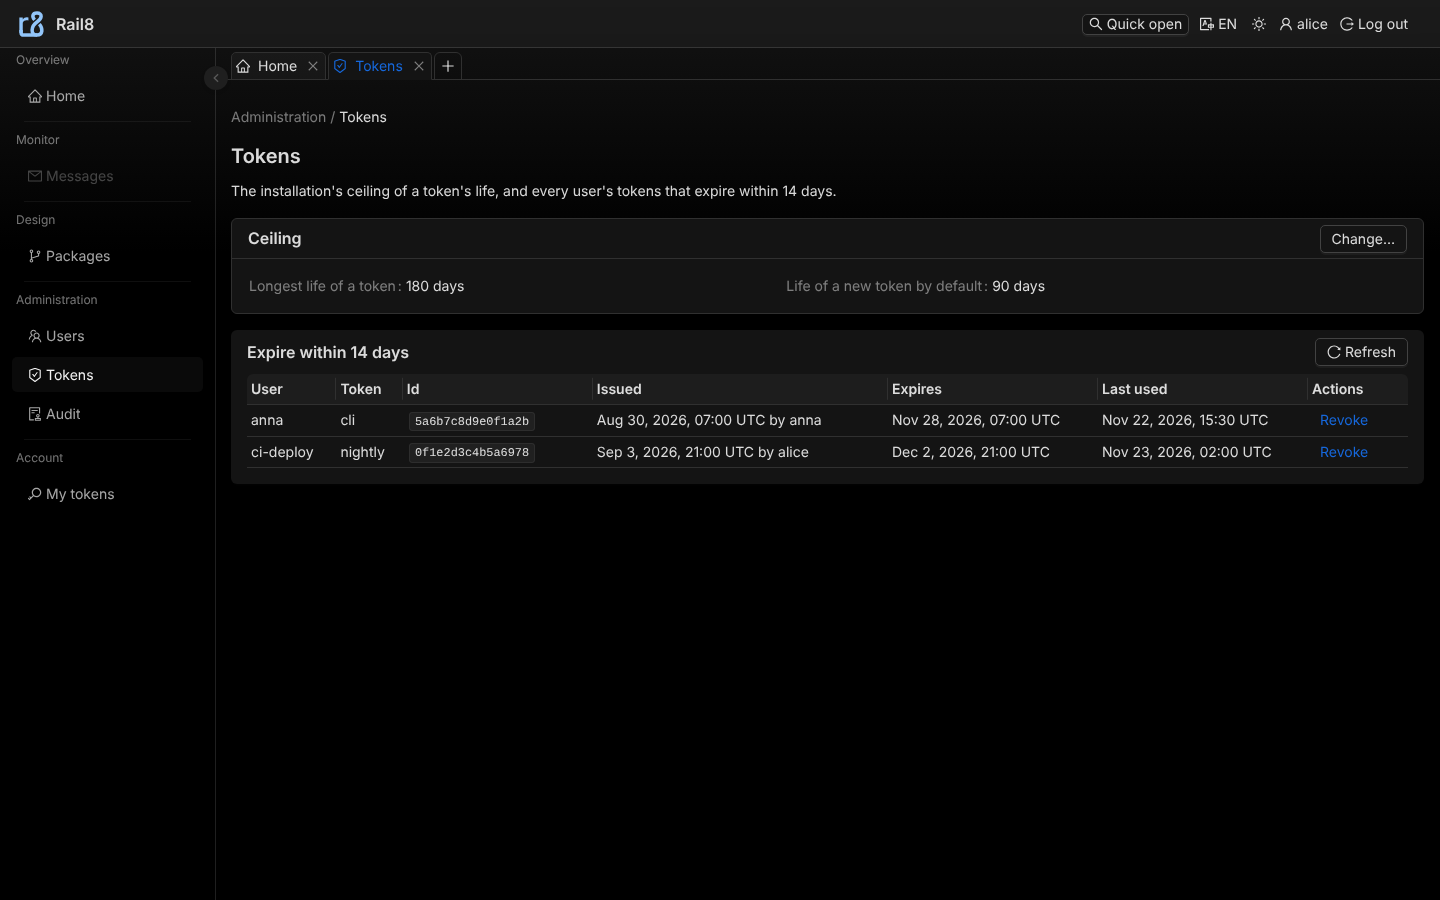 Rail8
Quick open
EN
alice
Log out
Overview
Home
Monitor
Messages
Design
Packages
Administration
Users
Tokens
Audit
Account
My tokens
Home
Tokens
Administration / Tokens
Tokens
The installation's ceiling of a token's life, and every user's tokens that expire within 14 days.
Ceiling
Change...
Longest life of a token: 180 days
Life of a new token by default: 90 days
Expire within 14 days
Refresh
User Token Id Issued Expires Last used Actions
anna cli 5a6b7c8d9e0f1a2b Aug 30, 2026, 07:00 UTC by anna Nov 28, 2026, 07:00 UTC Nov 22, 2026, 15:30 UTC Revoke
ci-deploy nightly 0f1e2d3c4b5a6978 Sep 3, 2026, 21:00 UTC by alice Dec 2, 2026, 21:00 UTC Nov 23, 2026, 02:00 UTC Revoke